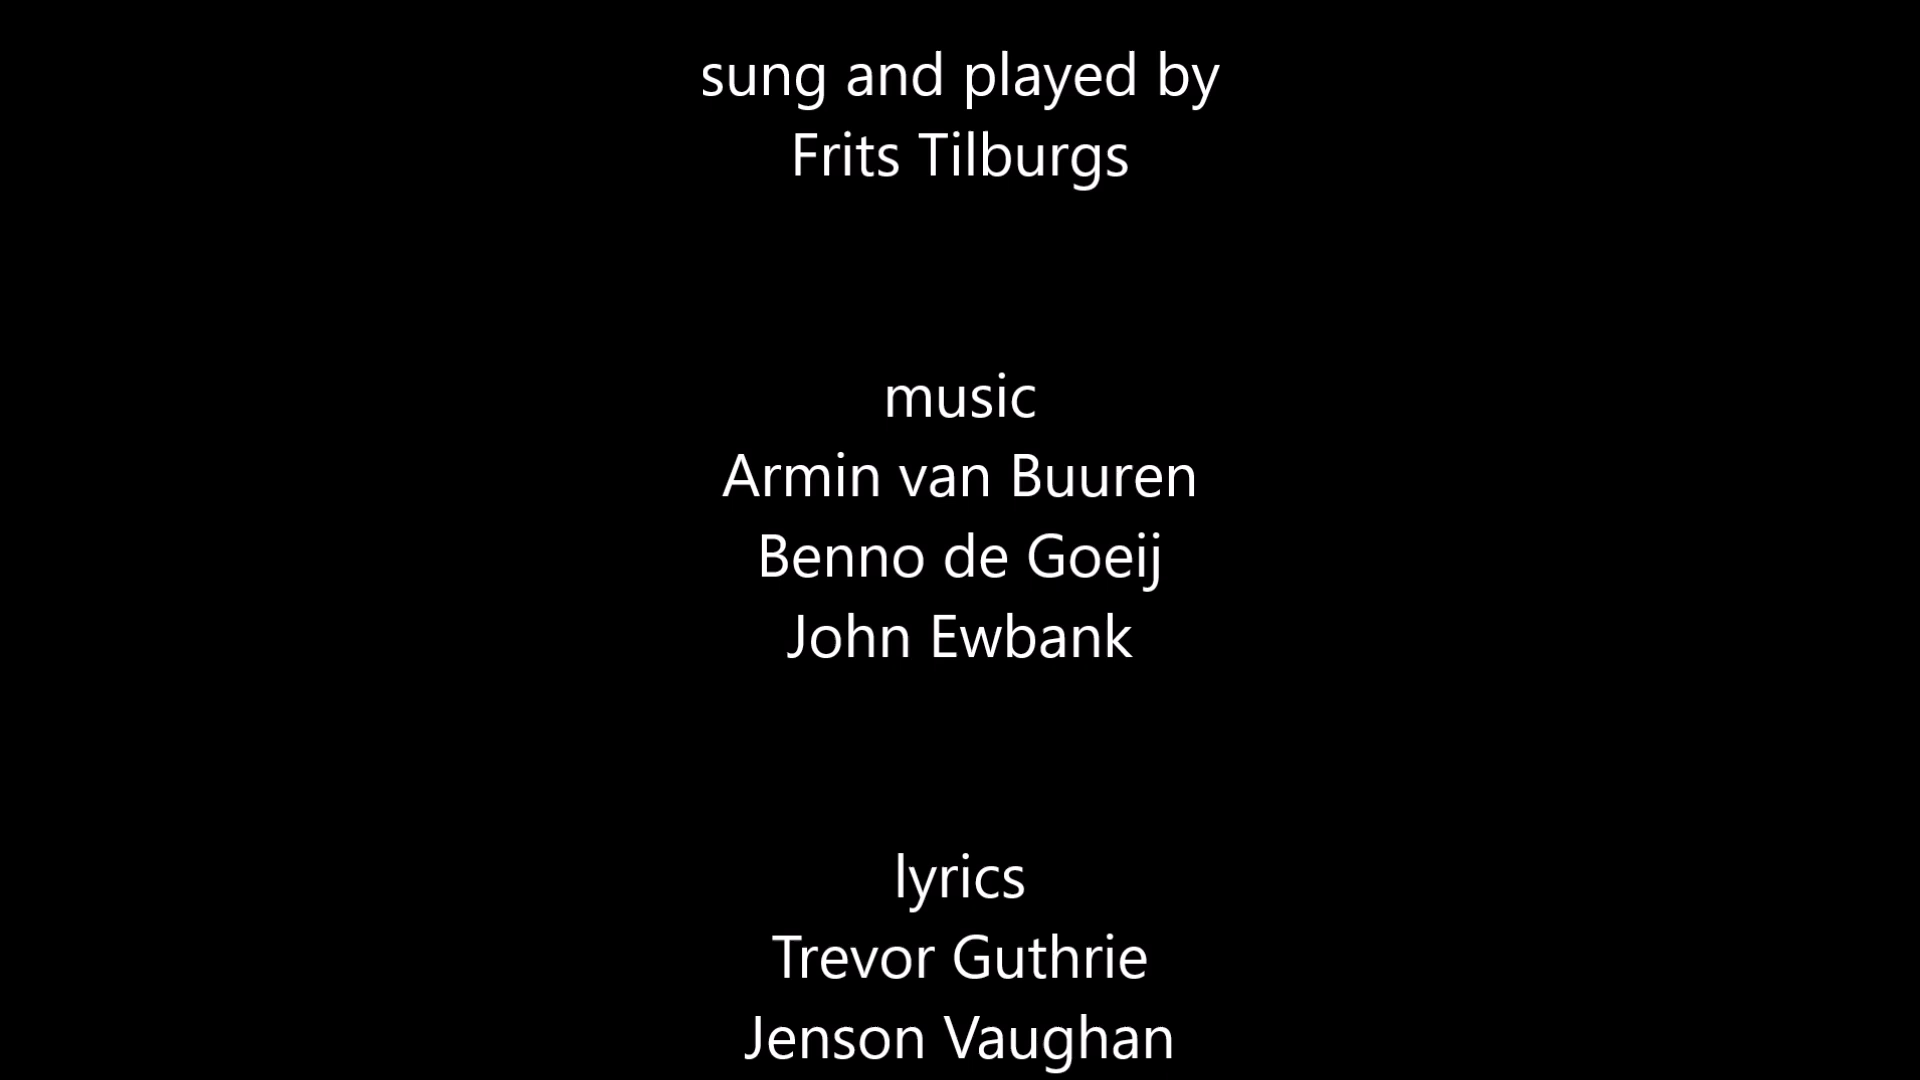 sung and played by
Frits Tilburgs
music
Armin van Buuren
Benno de Goeij
John Ewbank
lyrics
Trevor Guthrie
Jenson Vaughan